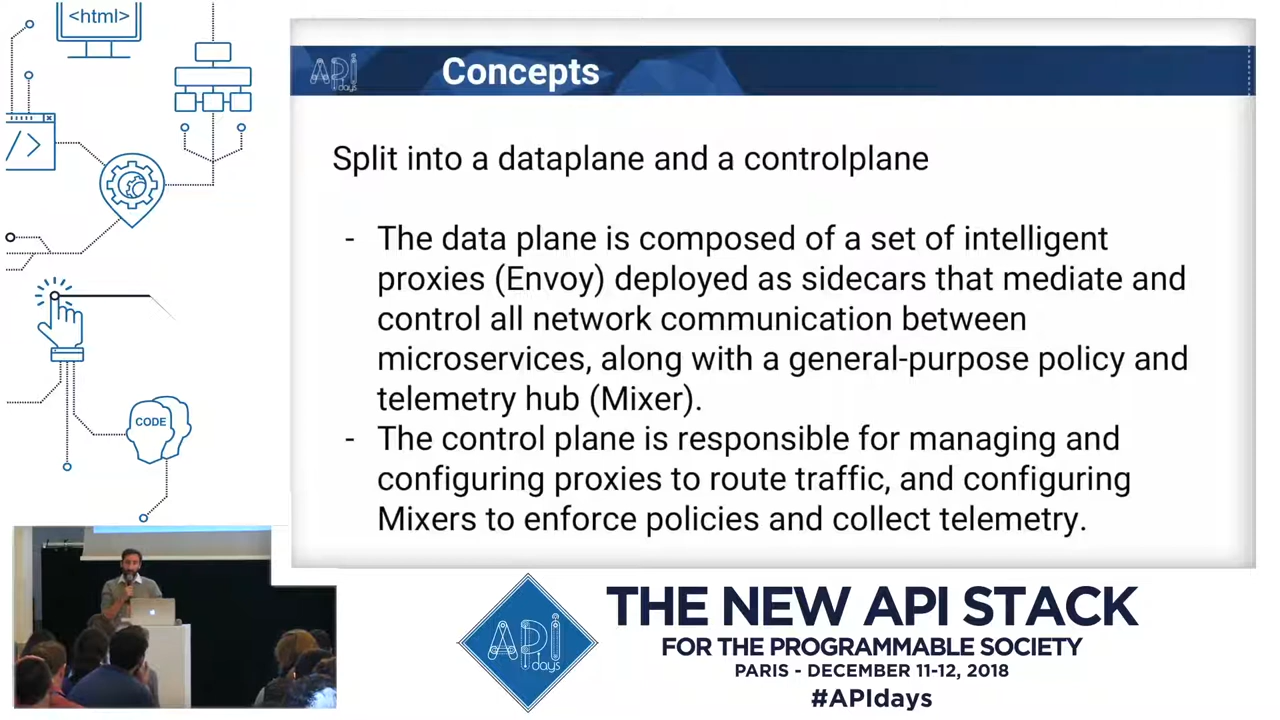 <html>
API
days
Concepts
Split into a dataplane and a controlplane
- The data plane is composed of a set of intelligent
proxies (Envoy) deployed as sidecars that mediate and
control all network communication between
microservices, along with a general-purpose policy and
telemetry hub (Mixer).
- The control plane is responsible for managing and
configuring proxies to route traffic, and configuring
Mixers to enforce policies and collect telemetry.
</>
CODE
API
days
THE NEW API STACK
FOR THE PROGRAMMABLE SOCIETY
PARIS - DECEMBER 11-12, 2018
#APIdays